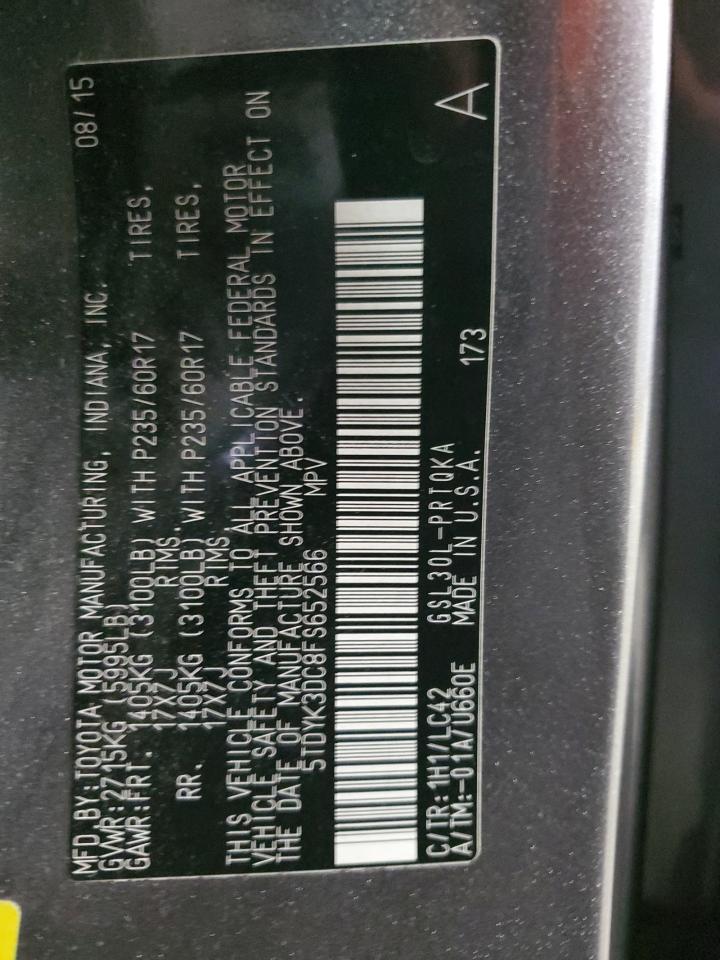 MFD BY:TOYOTA MOTOR MANUFACTURING, INDIANA, INC. 08/15
GVWR:2715KG (5995LB)
GAWR:FRT. 1405KG (3100LB) WITH P235/60R17 TIRES,
17X7J RIMS.
RR. 1405KG (3100LB) WITH P235/60R17 TIRES,
17X7J RIMS
THIS VEHICLE CONFORMS TO ALL APPLICABLE FEDERAL MOTOR
VEHICLE SAFETY AND THEFT PREVENTION STANDARDS IN EFFECT ON
THE DATE OF MANUFACTURE SHOWN ABOVE.
5TDYK3DC8FS652566 MPV
C/TR:1H1/LC42 GSL30L-PRTQKA A
A/TM:-01A/U660E MADE IN U.S.A. 173